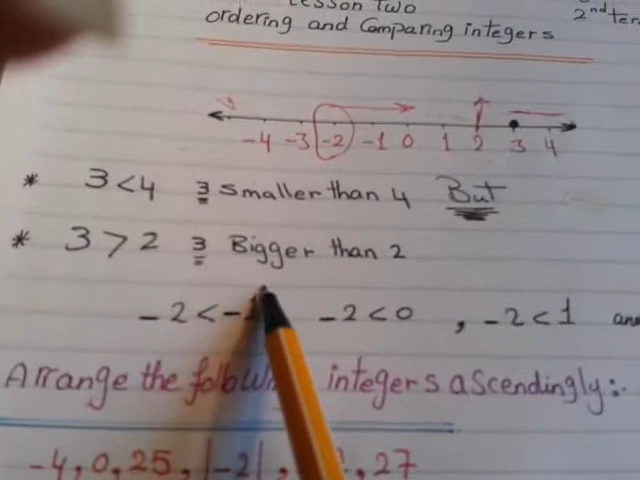 Lesson Two
2nd ter
ordering and Comparing integers
-4 -3 -2 -1 0 1 2 3 4
* 3 < 4 3 Smaller than 4 But
* 3 > 2 3 Bigger than 2
- 2 < -1 - 2 < 0 , - 2 < 1 an
Arrange the following integers ascendingly:-
-4, 0, 25, |-2|, , 27